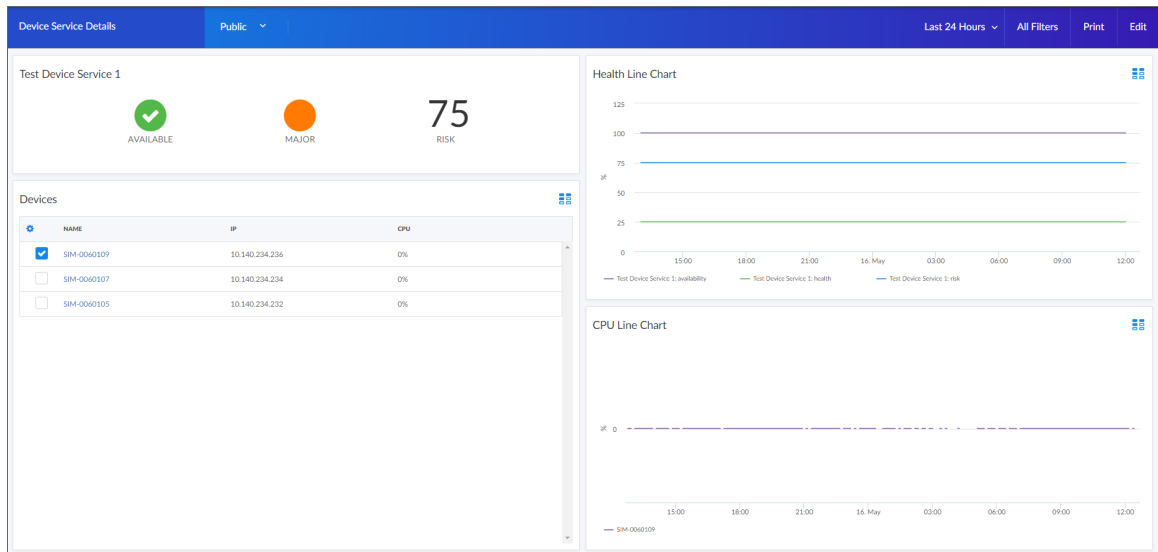 Device Service Details Public Last 24 Hours All Filters Print Edit
Test Device Service 1
75
AVAILABLE MAJOR RISK
Devices
NAME IP CPU
SIM-0060109 10.140.234.236 0%
SIM-0060107 10.140.234.234 0%
SIM-0060105 10.140.234.232 0%
Health Line Chart
125
100
75
%
50
25
0
15:00 18:00 21:00 16. May 03:00 06:00 09:00 12:00
Test Device Service 1: availability Test Device Service 1: health Test Device Service 1: risk
CPU Line Chart
% 0
15:00 18:00 21:00 16. May 03:00 06:00 09:00 12:00
SIM-0060109